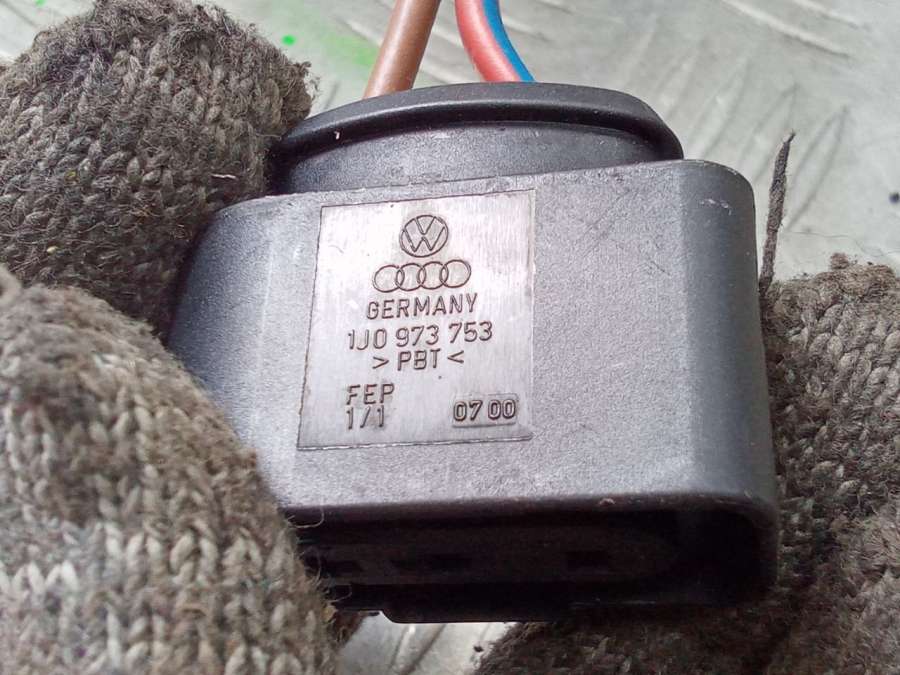 GERMANY
1J0 973 753
>PBT<
FEP
1/1
07 00